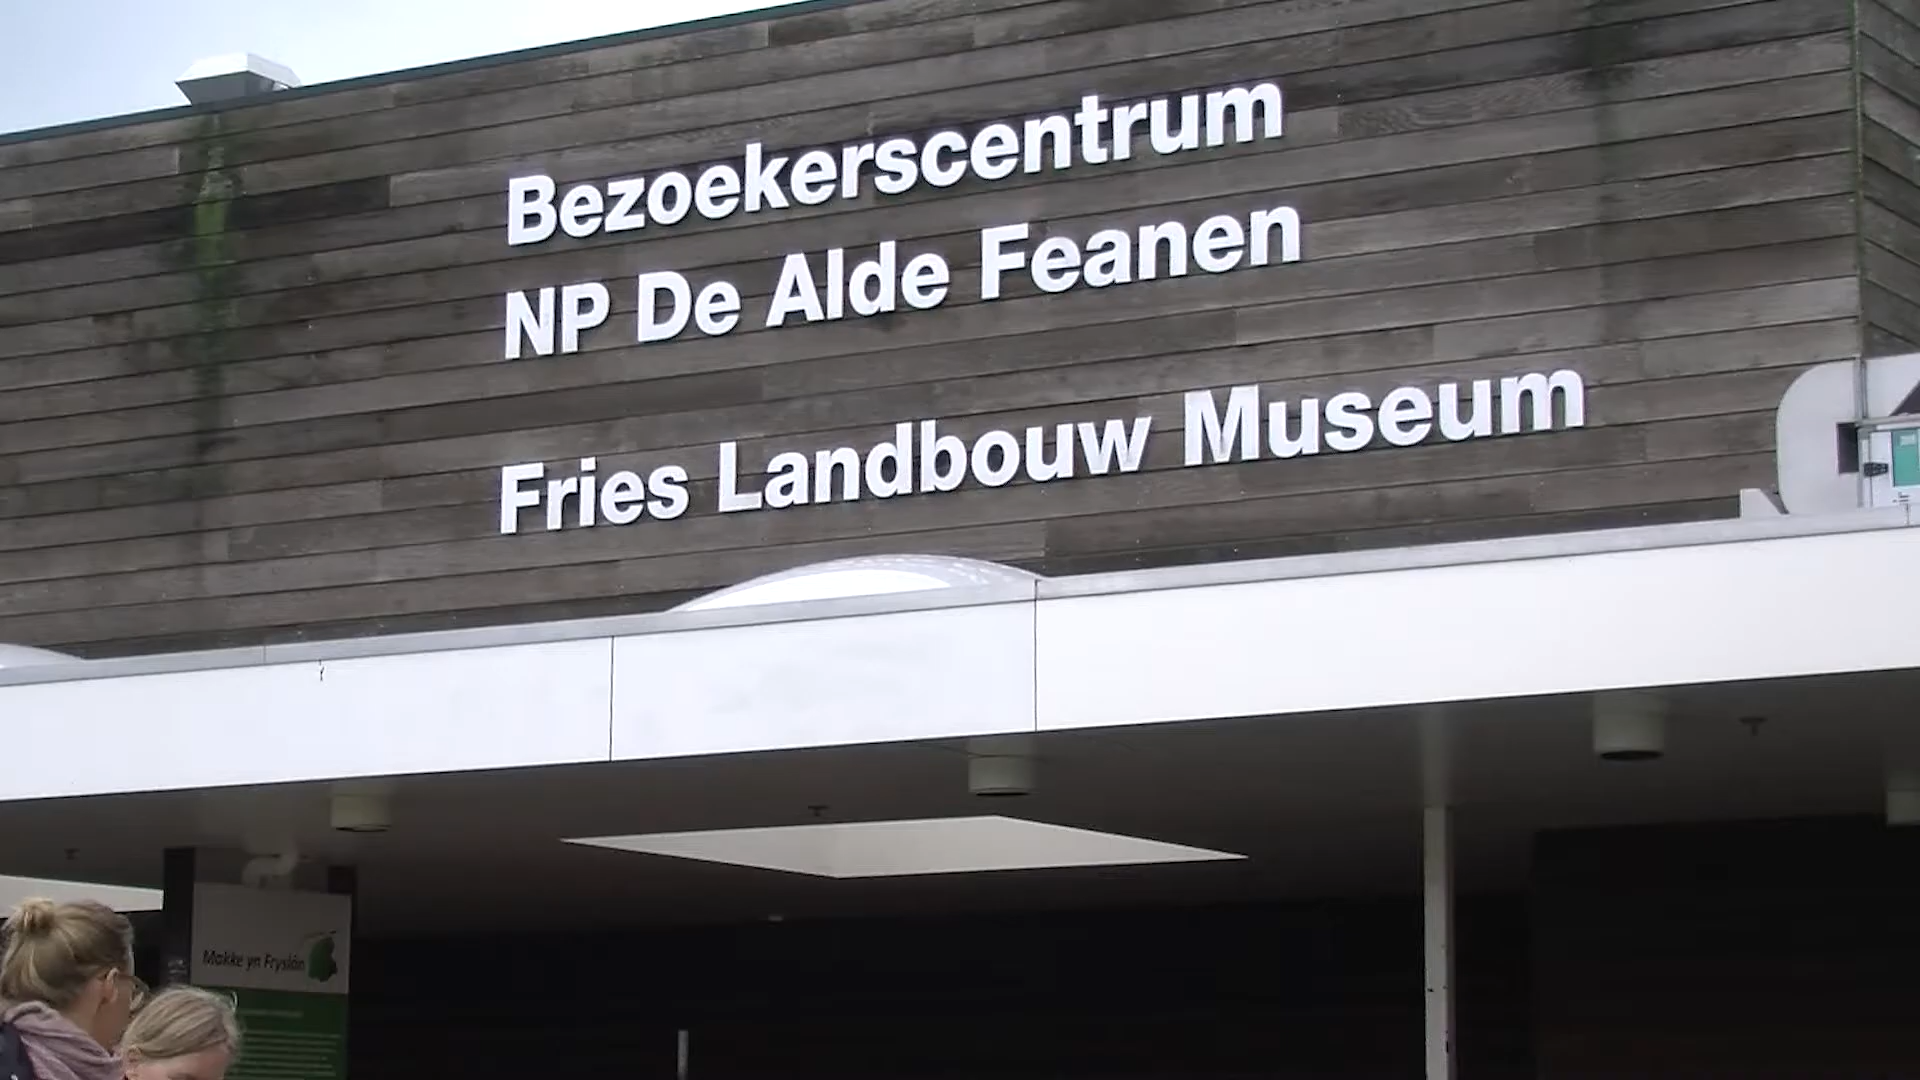 Bezoekerscentrum
NP De Alde Feanen
Fries Landbouw Museum
Makke yn Fryslân